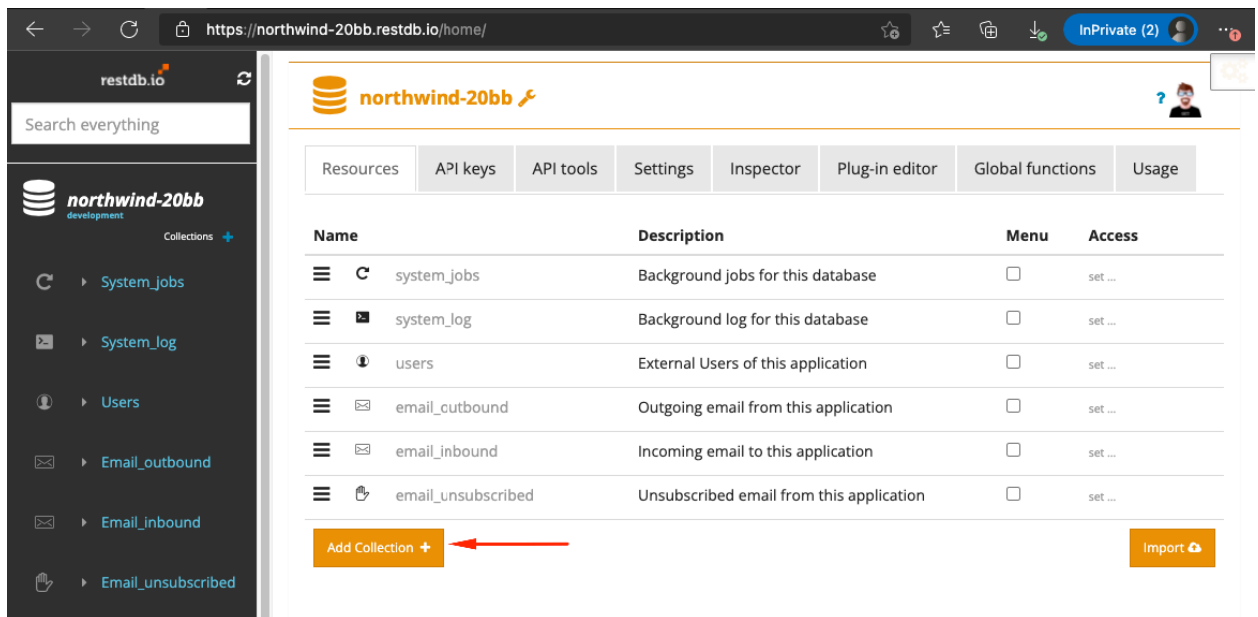 https://northwind-20bb.restdb.io/home/
InPrivate (2)
restdb.io
Search everything
northwind-20bb
development
Collections +
System_jobs
System_log
Users
Email_outbound
Email_inbound
Email_unsubscribed
northwind-20bb
?
Resources API keys API tools Settings Inspector Plug-in editor Global functions Usage
Name Description Menu Access
system_jobs Background jobs for this database set ...
system_log Background log for this database set ...
users External Users of this application set ...
email_outbound Outgoing email from this application set ...
email_inbound Incoming email to this application set ...
email_unsubscribed Unsubscribed email from this application set ...
Add Collection +
Import